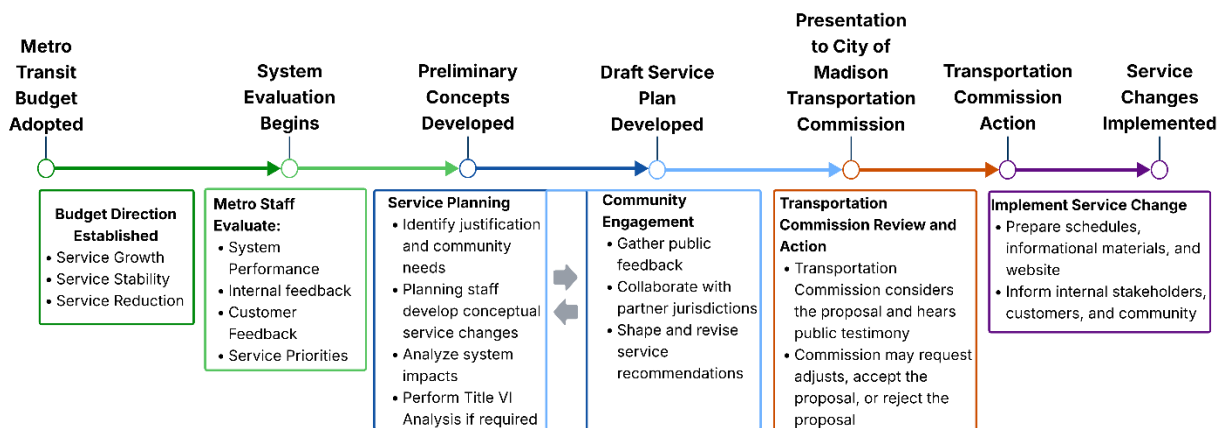 Metro
Transit
Budget
Adopted
System
Evaluation
Begins
Preliminary
Concepts
Developed
Draft Service
Plan
Developed
Presentation
to City of
Madison
Transportation
Commission
Transportation
Commission
Action
Service
Changes
Implemented
Budget Direction
Established
• Service Growth
• Service Stability
• Service Reduction
Metro Staff
Evaluate:
• System
Performance
• Internal feedback
• Customer
Feedback
• Service Priorities
Service Planning
• Identify justification
and community
needs
• Planning staff
develop conceptual
service changes
• Analyze system
impacts
• Perform Title VI
Analysis if required
Community
Engagement
• Gather public
feedback
• Collaborate with
partner jurisdictions
• Shape and revise
service
recommendations
Transportation
Commission Review and
Action
• Transportation
Commission considers
the proposal and hears
public testimony
• Commission may request
adjusts, accept the
proposal, or reject the
proposal
Implement Service Change
• Prepare schedules,
informational materials, and
website
• Inform internal stakeholders,
customers, and community